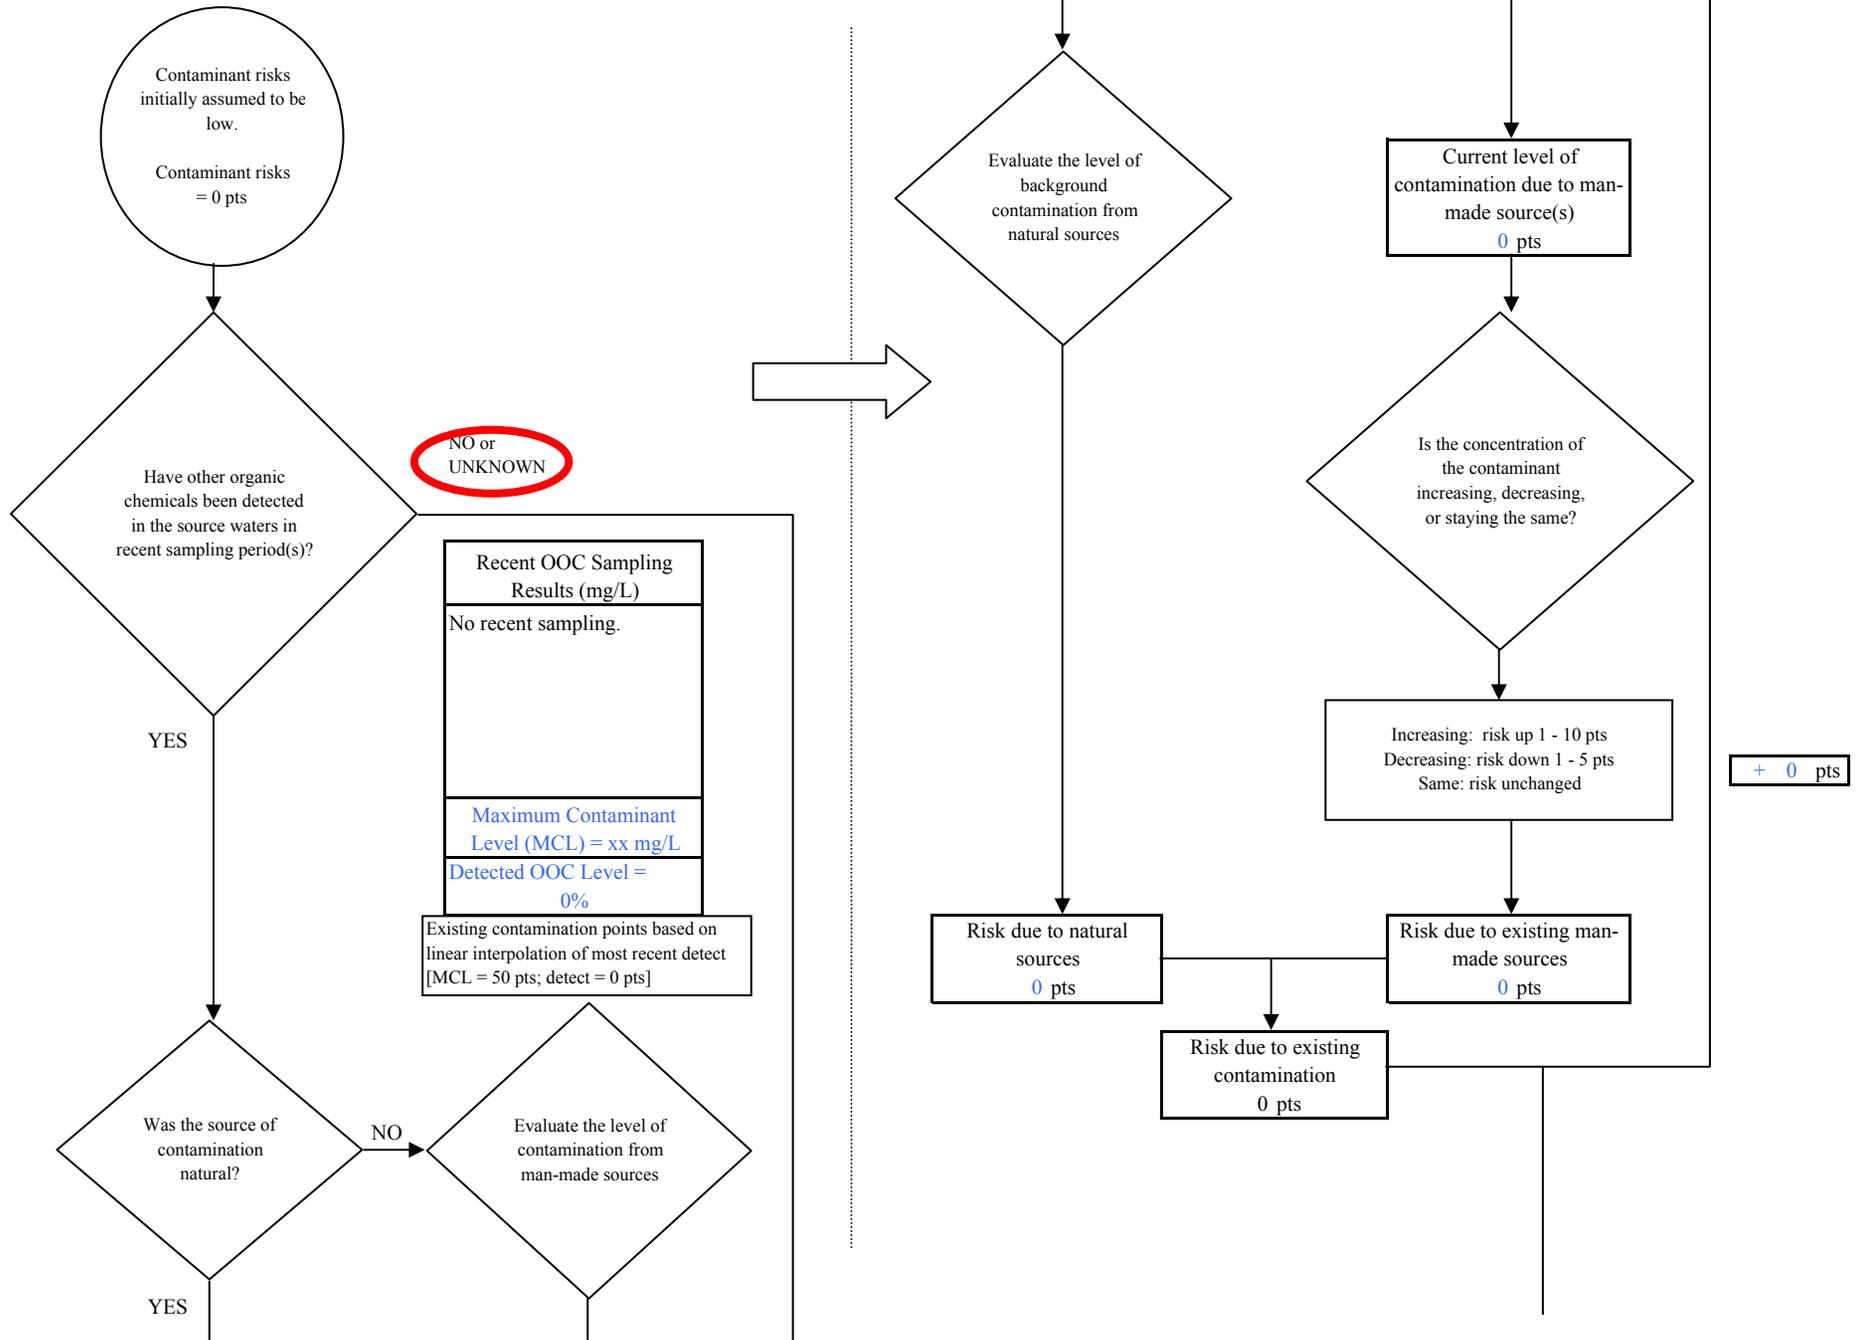 Contaminant risks
initially assumed to be
low.
Contaminant risks
= 0 pts
Have other organic
chemicals been detected
in the source waters in
recent sampling period(s)?
NO or
UNKNOWN
Recent OOC Sampling
Results (mg/L)
No recent sampling.
Maximum Contaminant
Level (MCL) = xx mg/L
Detected OOC Level =
0%
Existing contamination points based on
linear interpolation of most recent detect
[MCL = 50 pts; detect = 0 pts]
YES
Was the source of
contamination
natural?
NO
Evaluate the level of
contamination from
man-made sources
YES
Evaluate the level of
background
contamination from
natural sources
Current level of
contamination due to man-
made source(s)
0 pts
Is the concentration of
the contaminant
increasing, decreasing,
or staying the same?
Increasing: risk up 1 - 10 pts
Decreasing: risk down 1 - 5 pts
Same: risk unchanged
+ 0 pts
Risk due to natural
sources
0 pts
Risk due to existing man-
made sources
0 pts
Risk due to existing
contamination
0 pts